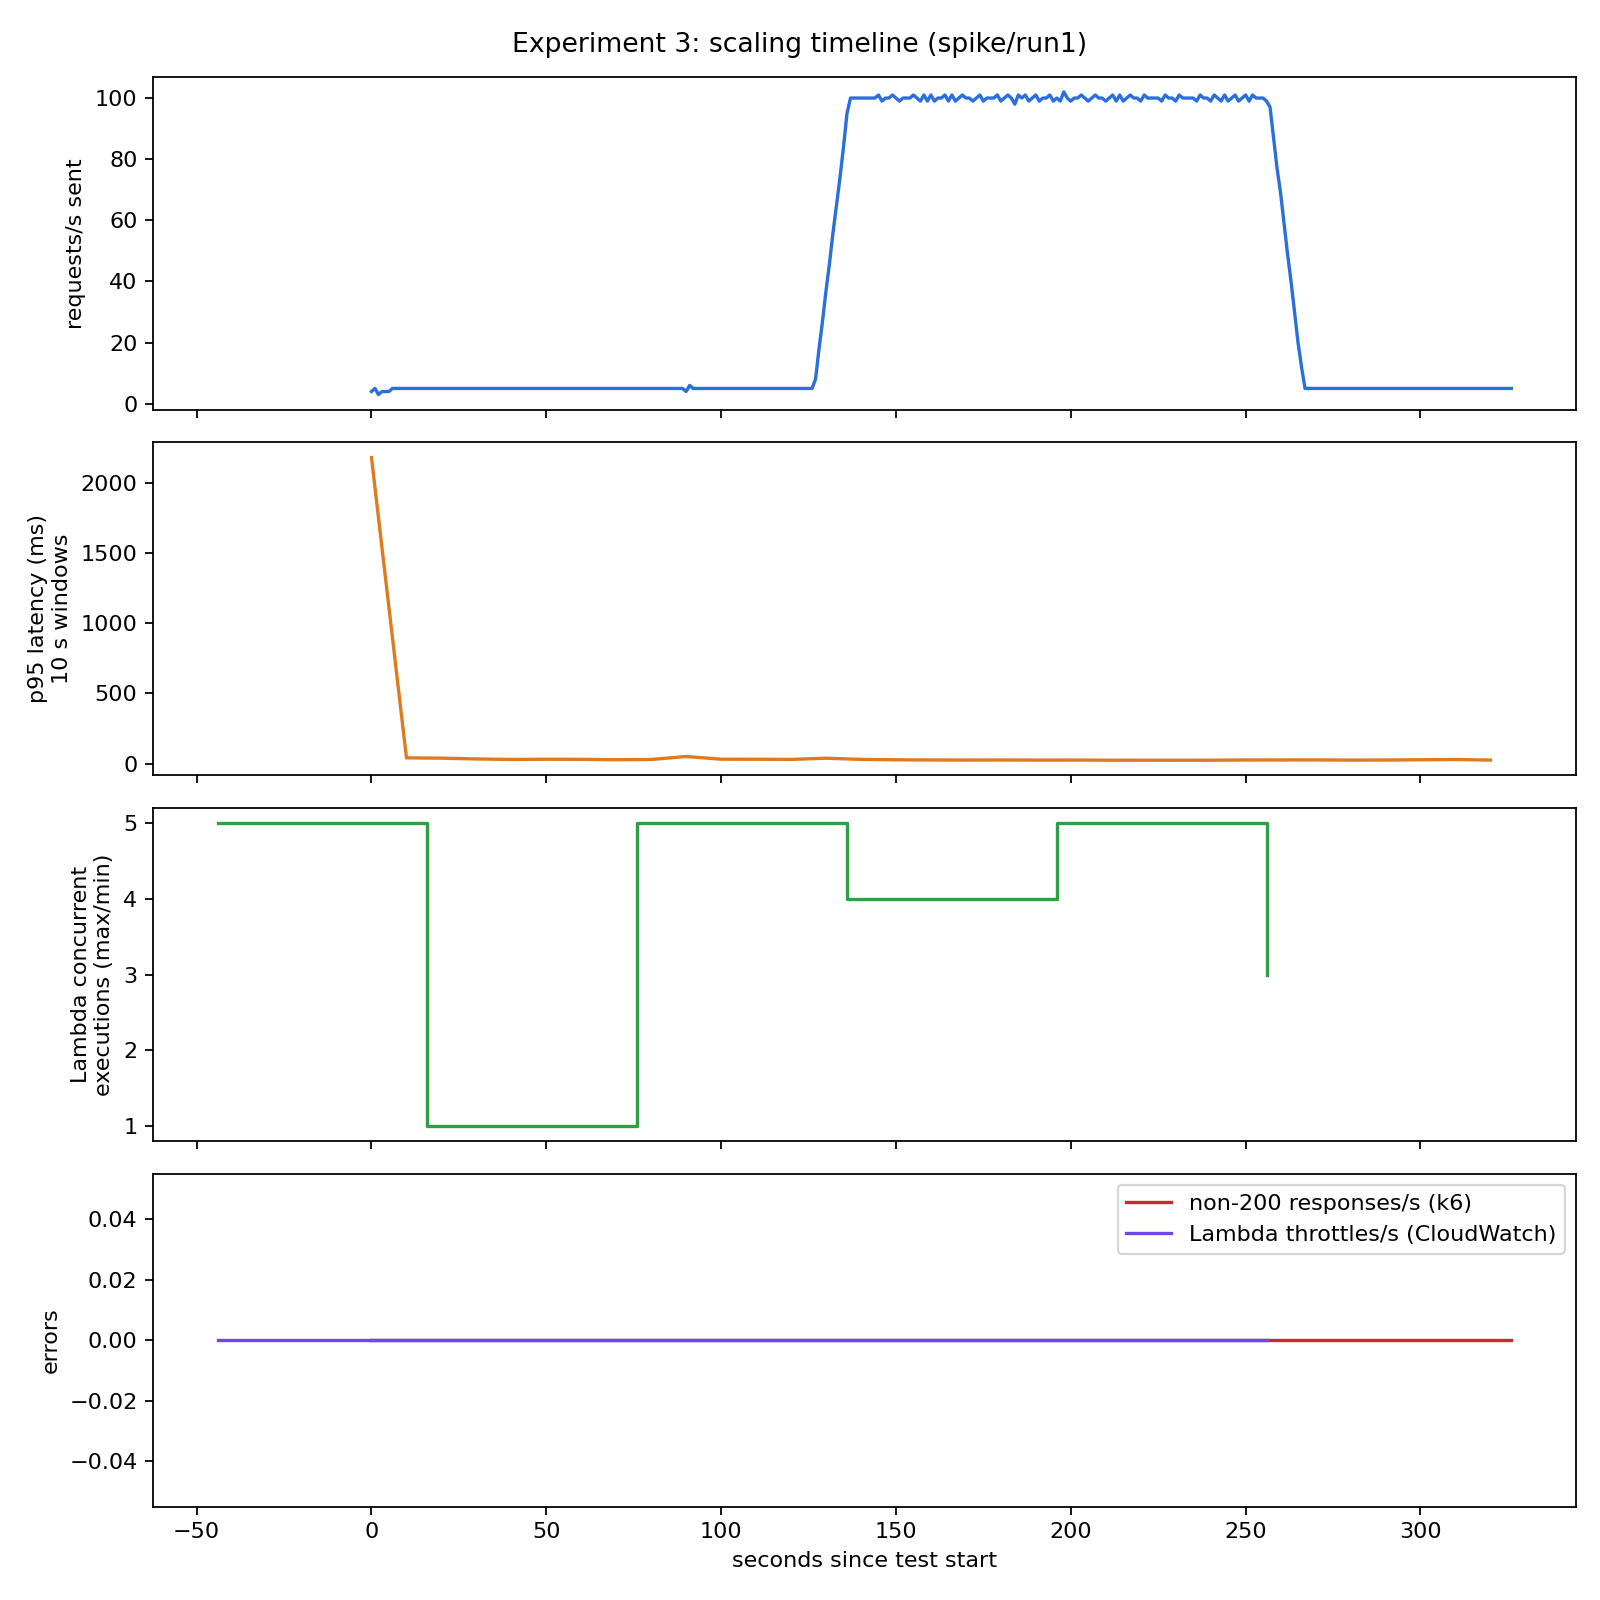 Experiment 3: scaling timeline (spike/run1)
requests/s sent
100
80
60
40
20
0
p95 latency (ms)
10 s windows
2000
1500
1000
500
0
Lambda concurrent
executions (max/min)
5
4
3
2
1
errors
0.04
0.02
0.00
−0.02
−0.04
non-200 responses/s (k6)
Lambda throttles/s (CloudWatch)
−50 0 50 100 150 200 250 300
seconds since test start